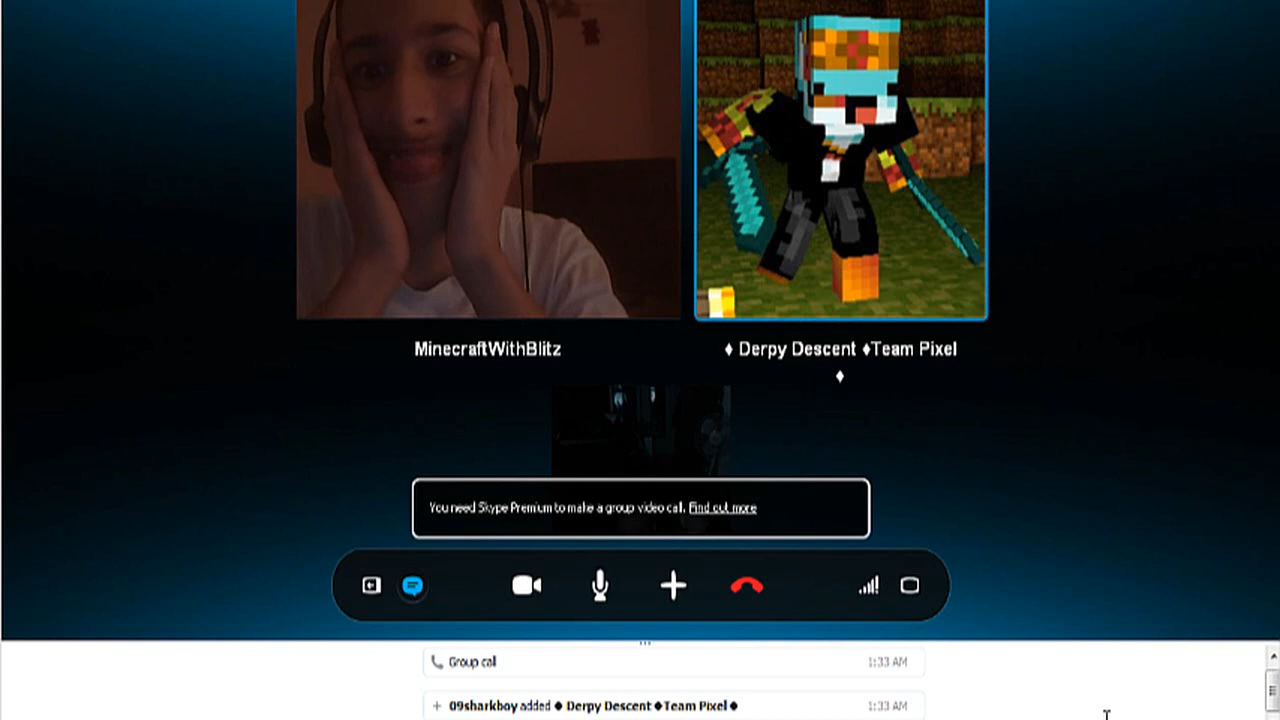 MinecraftWithBlitz
♦ Derpy Descent ♦Team Pixel
♦
You need Skype Premium to make a group video call. Find out more
Group call 1:33 AM
09sharkboy added ♦ Derpy Descent ♦Team Pixel♦ 1:33 AM